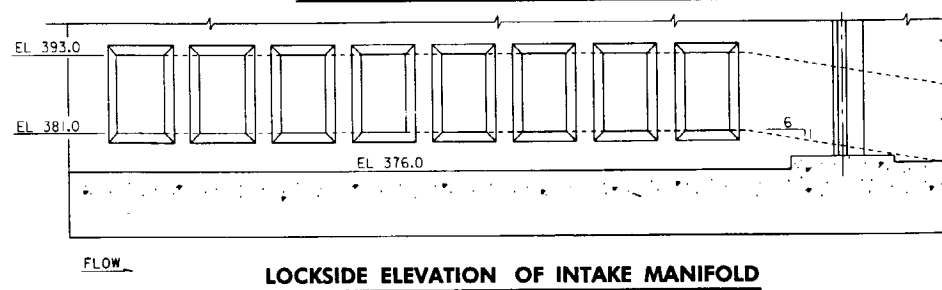 EL 393.0
EL 381.0
6
1
EL 376.0
FLOW
LOCKSIDE ELEVATION OF INTAKE MANIFOLD